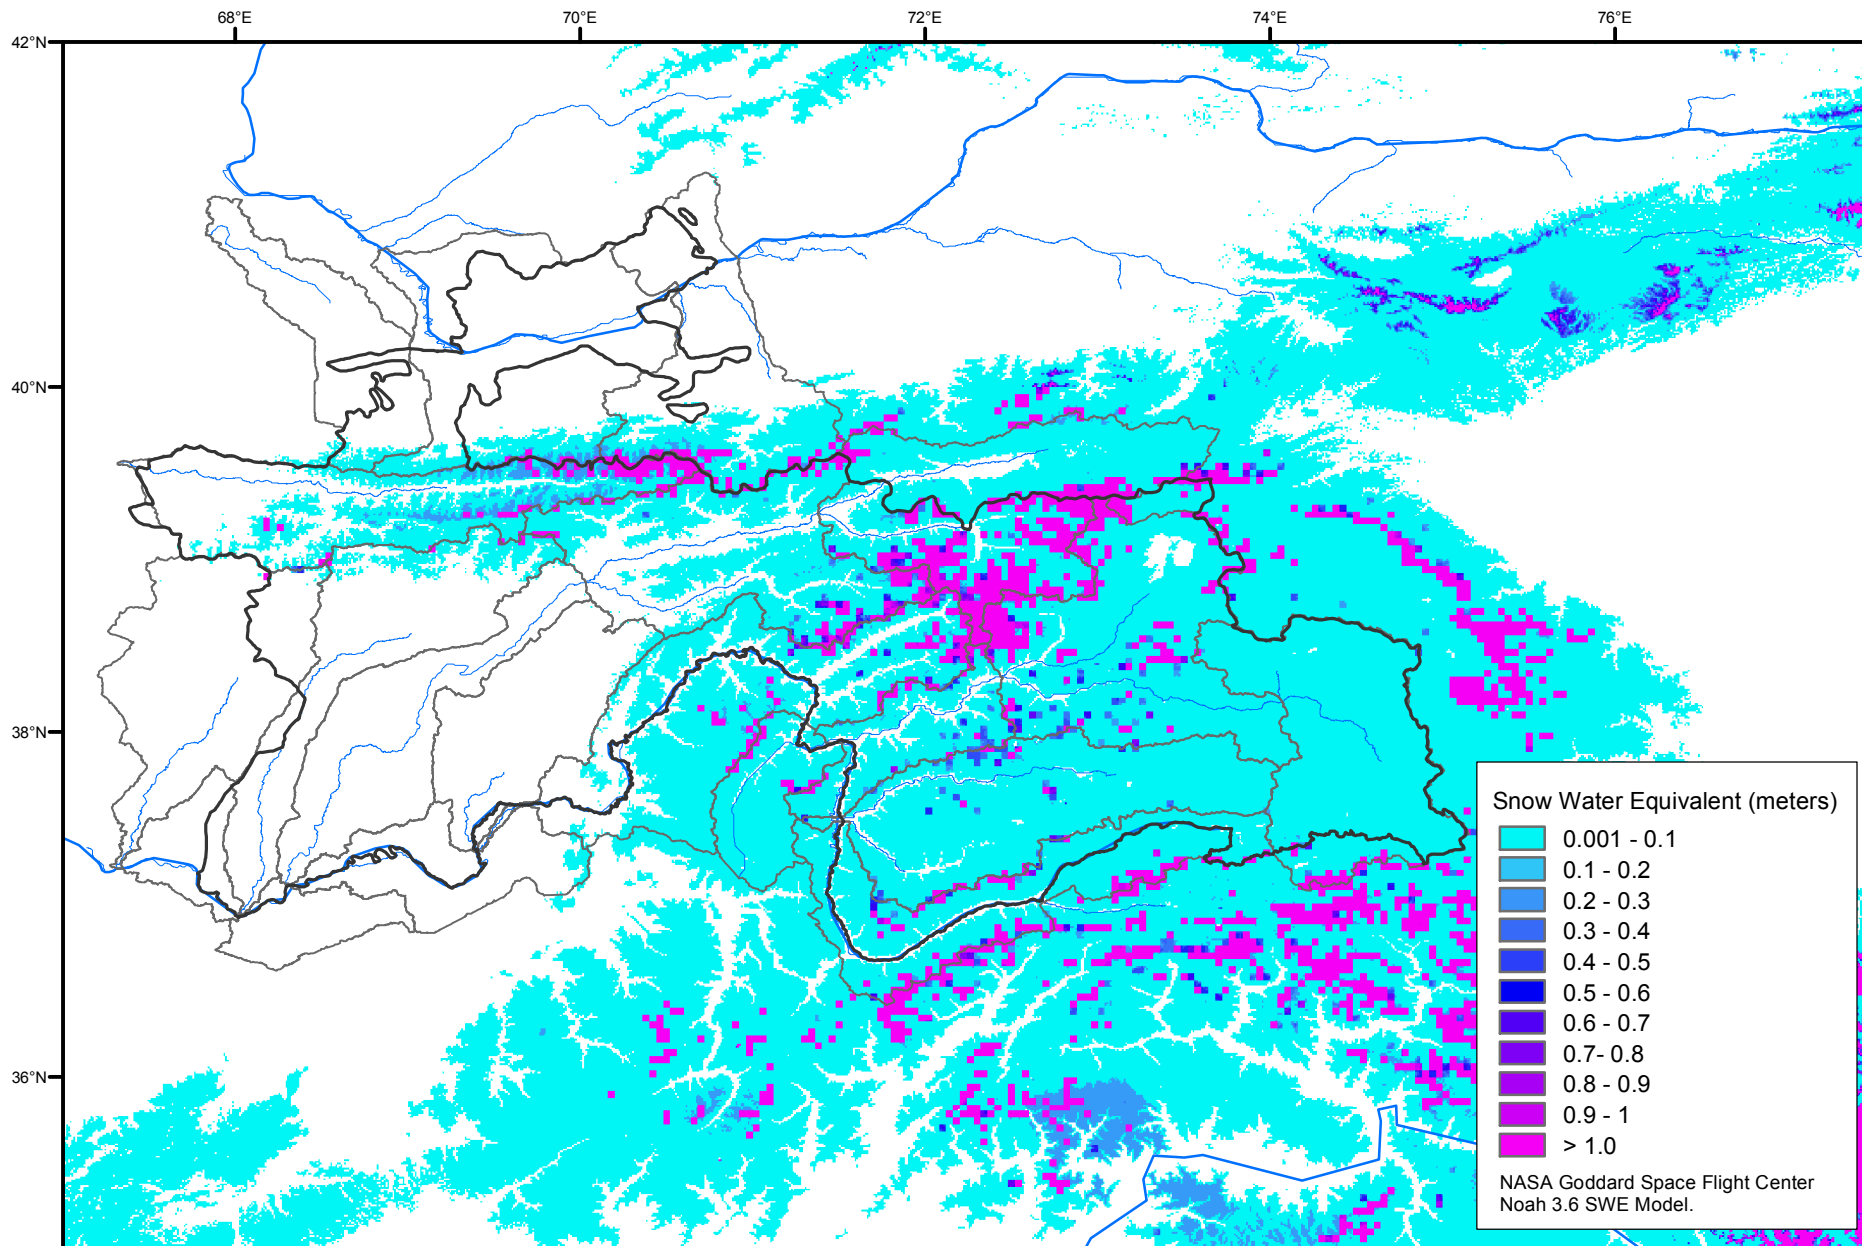 68°E 70°E 72°E 74°E 76°E
42°N
40°N
38°N
36°N
Snow Water Equivalent (meters)
0.001 - 0.1
0.1 - 0.2
0.2 - 0.3
0.3 - 0.4
0.4 - 0.5
0.5 - 0.6
0.6 - 0.7
0.7- 0.8
0.8 - 0.9
0.9 - 1
> 1.0
NASA Goddard Space Flight Center
Noah 3.6 SWE Model.